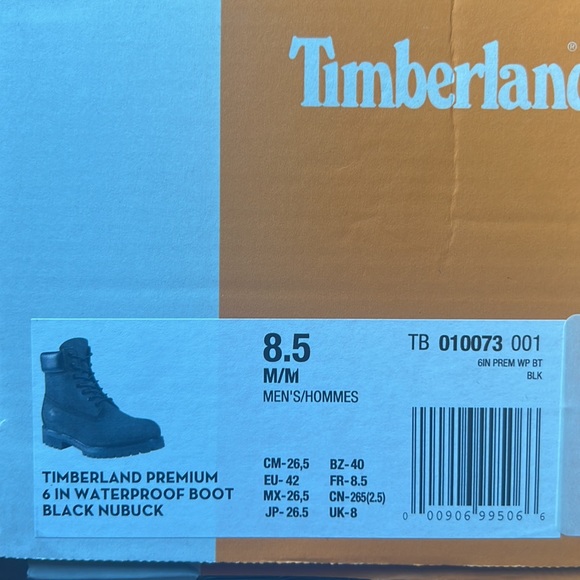 Timberland®
8.5
M/M
MEN'S/HOMMES
TB 010073 001
6IN PREM WP BT
BLK
TIMBERLAND PREMIUM
6 IN WATERPROOF BOOT
BLACK NUBUCK
CM-26,5 BZ-40
EU- 42 FR-8.5
MX-26,5 CN-265(2.5)
JP-26.5 UK-8
0 00906 99506 6